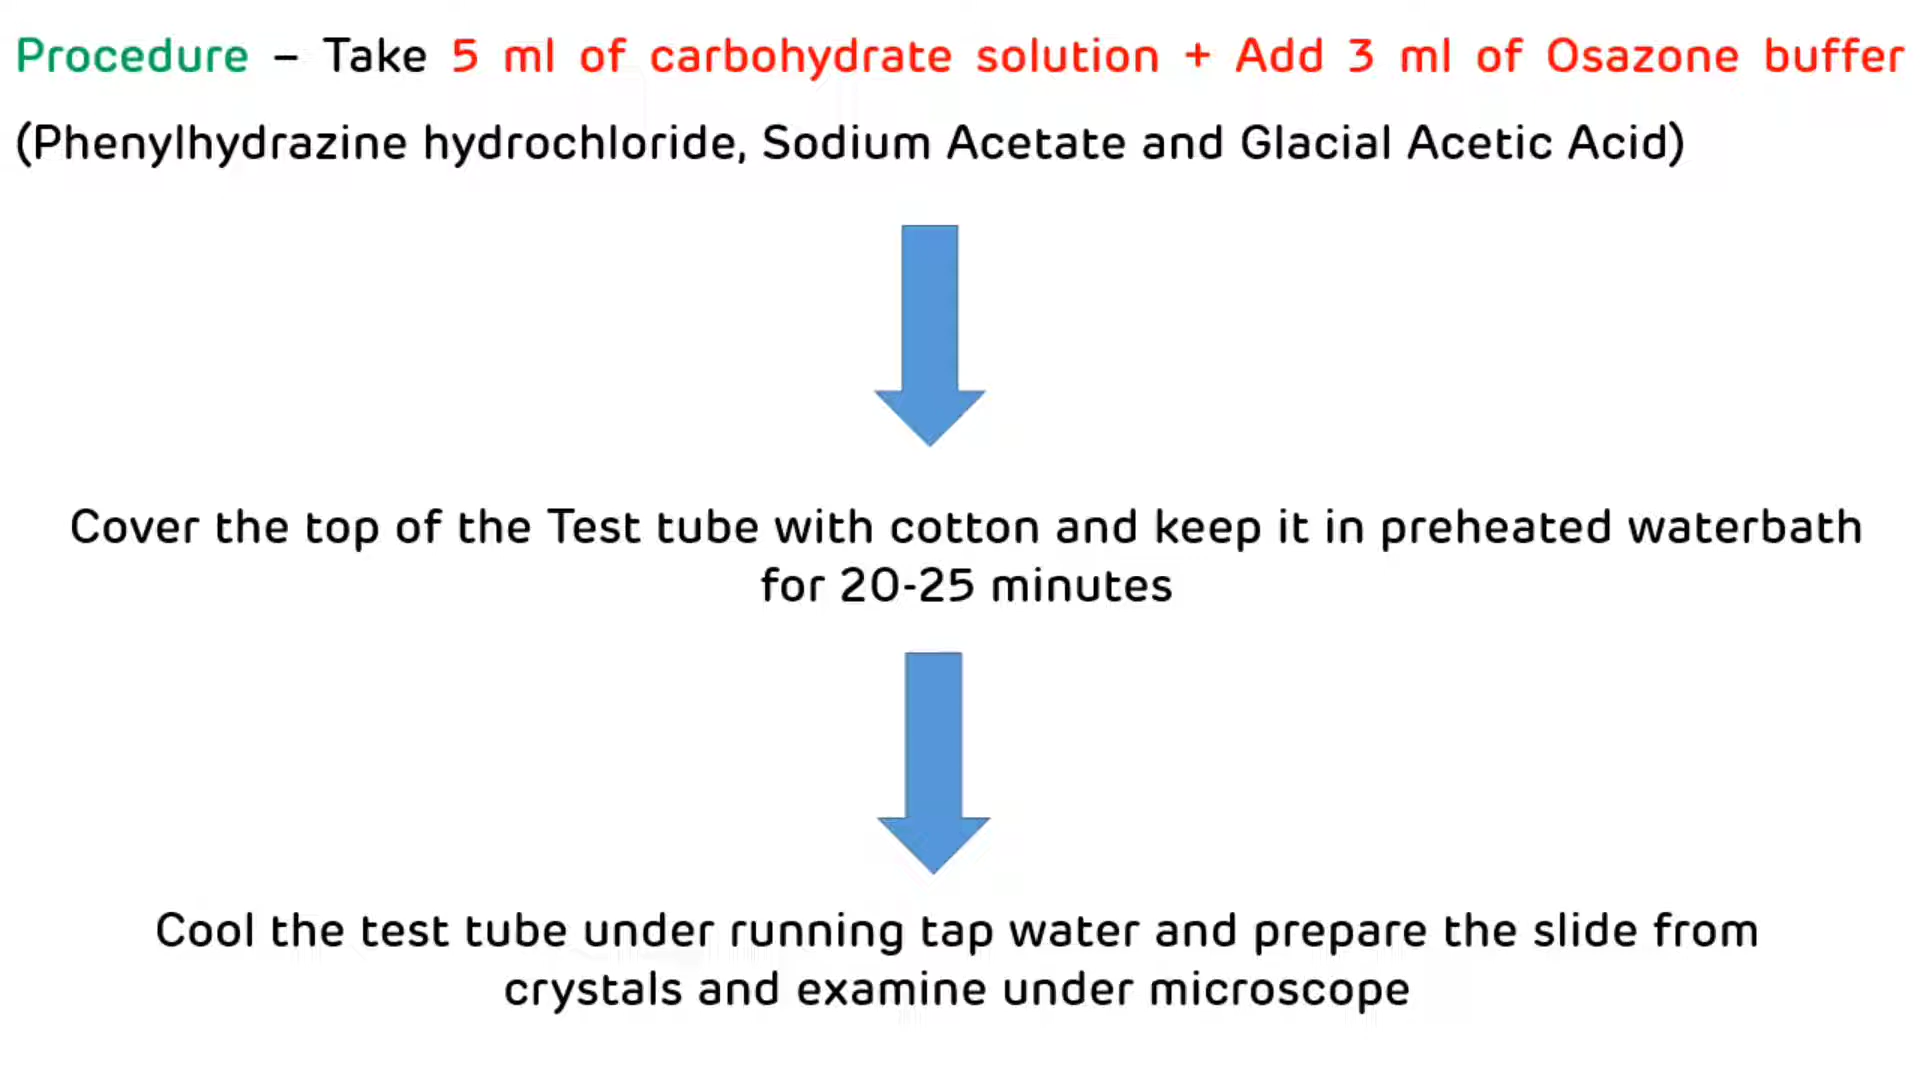 Procedure – Take 5 ml of carbohydrate solution + Add 3 ml of Osazone buffer
(Phenylhydrazine hydrochloride, Sodium Acetate and Glacial Acetic Acid)
Cover the top of the Test tube with cotton and keep it in preheated waterbath
for 20-25 minutes
Cool the test tube under running tap water and prepare the slide from
crystals and examine under microscope